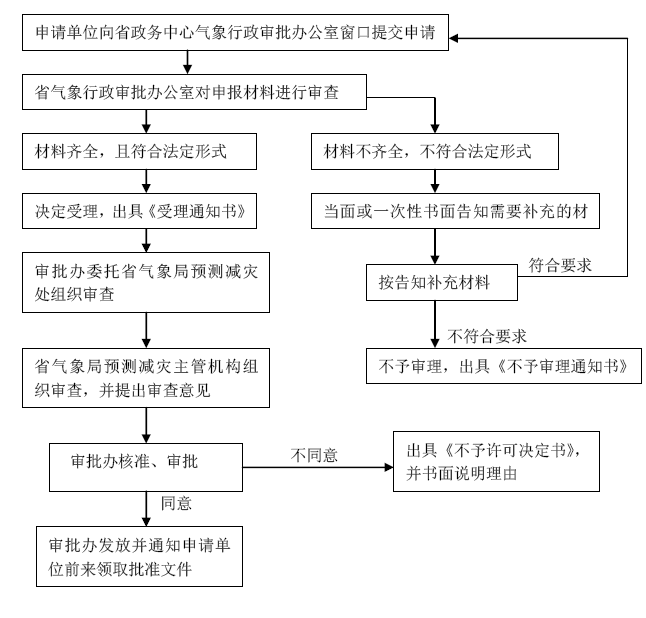 申请单位向省政务中心气象行政审批办公室窗口提交申请
省气象行政审批办公室对申报材料进行审查
材料齐全，且符合法定形式
材料不齐全，不符合法定形式
决定受理，出具《受理通知书》
当面或一次性书面告知需要补充的材
审批办委托省气象局预测减灾
处组织审查
符合要求
按告知补充材料
不符合要求
省气象局预测减灾主管机构组
织审查，并提出审查意见
不予审理，出具《不予审理通知书》
审批办核准、审批
不同意
出具《不予许可决定书》，
并书面说明理由
同意
审批办发放并通知申请单
位前来领取批准文件